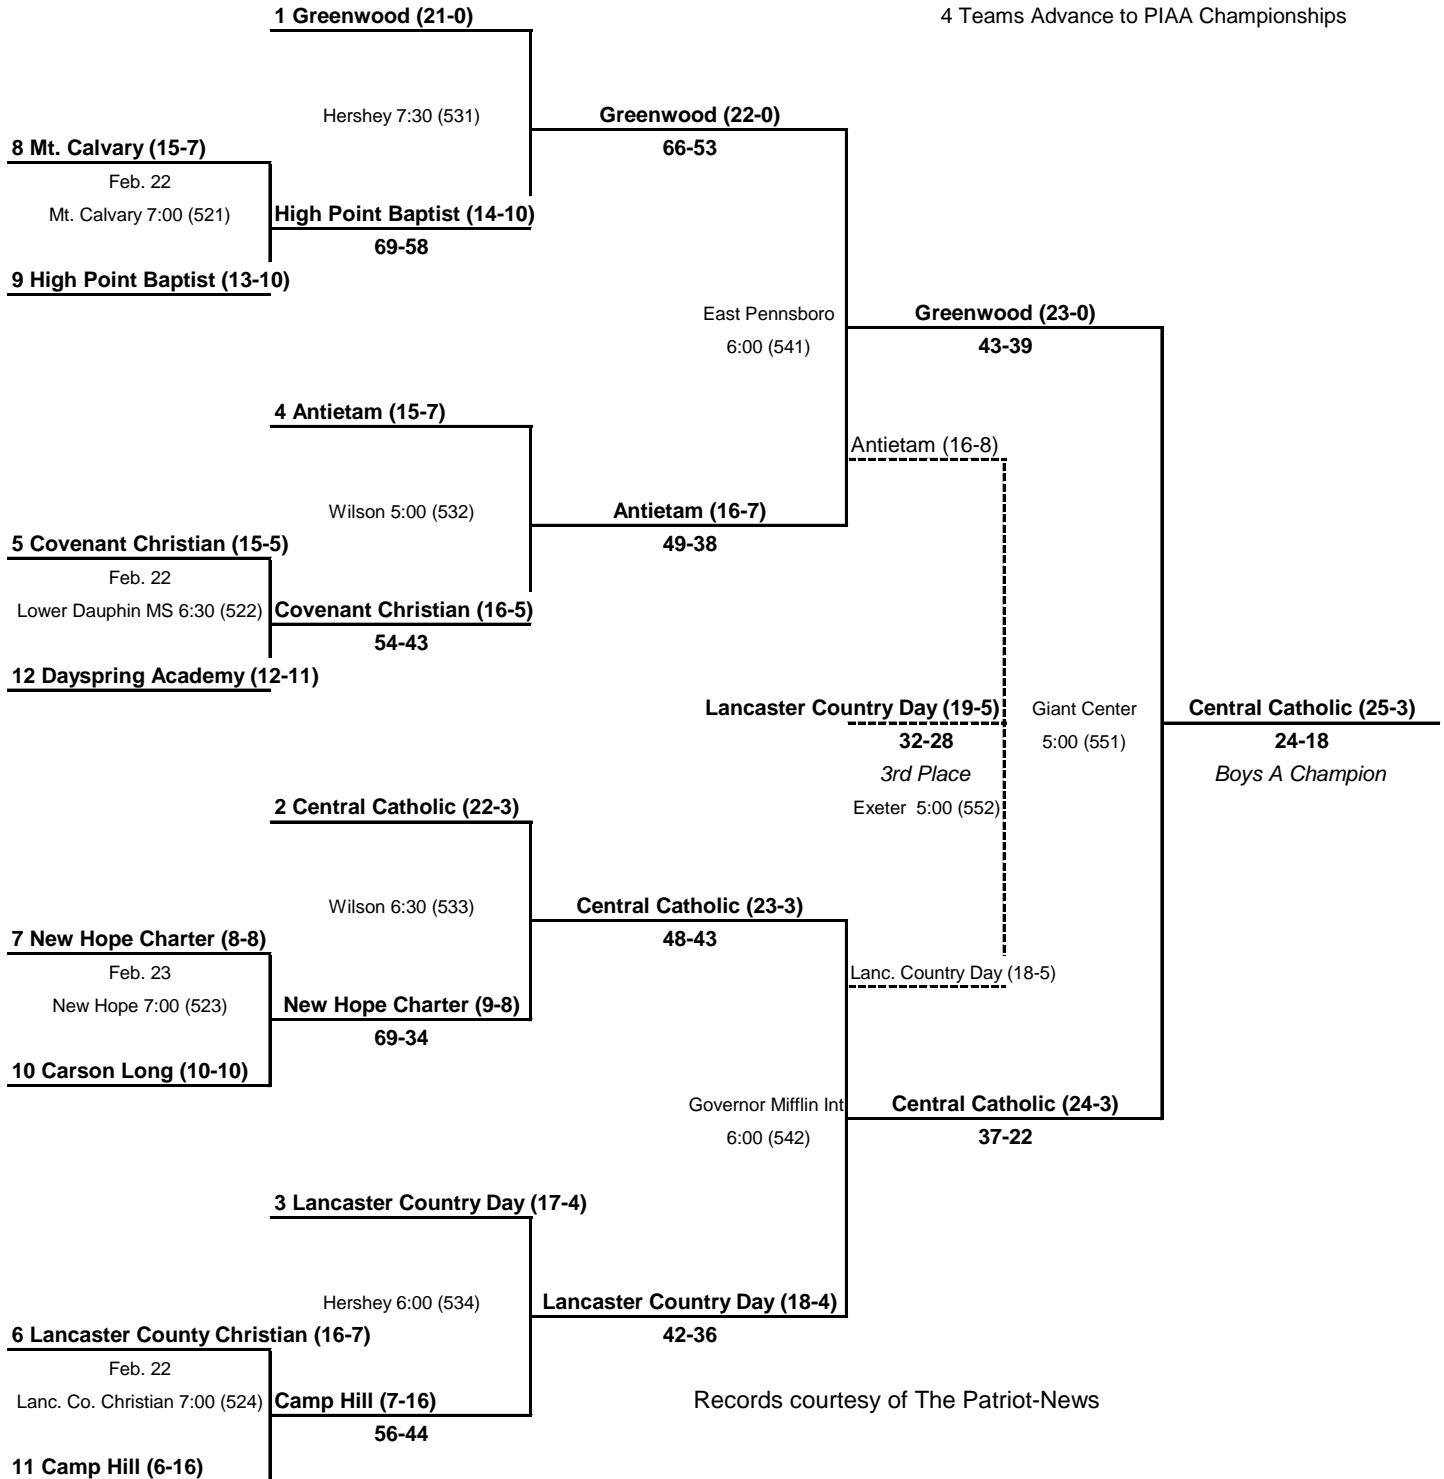 1 Greenwood (21-0)
4 Teams Advance to PIAA Championships
Hershey 7:30 (531)
Greenwood (22-0)
66-53
8 Mt. Calvary (15-7)
Feb. 22
Mt. Calvary 7:00 (521)
High Point Baptist (14-10)
69-58
9 High Point Baptist (13-10)
East Pennsboro
6:00 (541)
Greenwood (23-0)
43-39
4 Antietam (15-7)
Antietam (16-8)
Wilson 5:00 (532)
Antietam (16-7)
49-38
5 Covenant Christian (15-5)
Feb. 22
Lower Dauphin MS 6:30 (522)
Covenant Christian (16-5)
54-43
12 Dayspring Academy (12-11)
Lancaster Country Day (19-5)
32-28
3rd Place
Exeter  5:00 (552)
Giant Center
5:00 (551)
Central Catholic (25-3)
24-18
Boys A Champion
2 Central Catholic (22-3)
Wilson 6:30 (533)
Central Catholic (23-3)
48-43
7 New Hope Charter (8-8)
Feb. 23
New Hope 7:00 (523)
New Hope Charter (9-8)
69-34
10 Carson Long (10-10)
Lanc. Country Day (18-5)
Governor Mifflin Int
6:00 (542)
Central Catholic (24-3)
37-22
3 Lancaster Country Day (17-4)
Hershey 6:00 (534)
Lancaster Country Day (18-4)
42-36
6 Lancaster County Christian (16-7)
Feb. 22
Lanc. Co. Christian 7:00 (524)
Camp Hill (7-16)
56-44
11 Camp Hill (6-16)
Records courtesy of The Patriot-News